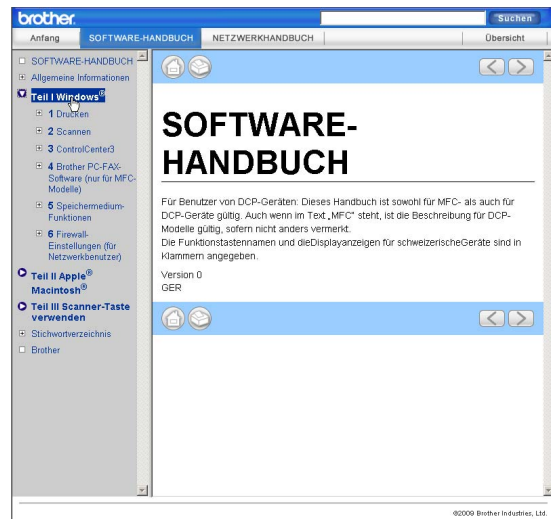 brother.
Suchen
Anfang
SOFTWARE-HANDBUCH
NETZWERKHANDBUCH
Übersicht
SOFTWARE-HANDBUCH
Allgemeine Informationen
Teil I Windows®
1 Drucken
2 Scannen
3 ControlCenter3
4 Brother PC-FAX-
Software (nur für MFC-
Modelle)
5 Speichermedium-
Funktionen
6 Firewall-
Einstellungen (für
Netzwerkbenutzer)
Teil II Apple®
Macintosh®
Teil III Scanner-Taste
verwenden
Stichwortverzeichnis
Brother
SOFTWARE-
HANDBUCH
Für Benutzer von DCP-Geräten: Dieses Handbuch ist sowohl für MFC- als auch für
DCP-Geräte gültig. Auch wenn im Text „MFC" steht, ist die Beschreibung für DCP-
Modelle gültig, sofern nicht anders vermerkt.
Die Funktionstastennamen und dieDisplayanzeigen für schweizerischeGeräte sind in
Klammern angegeben.
Version 0
GER
©2009 Brother Industries, Ltd.